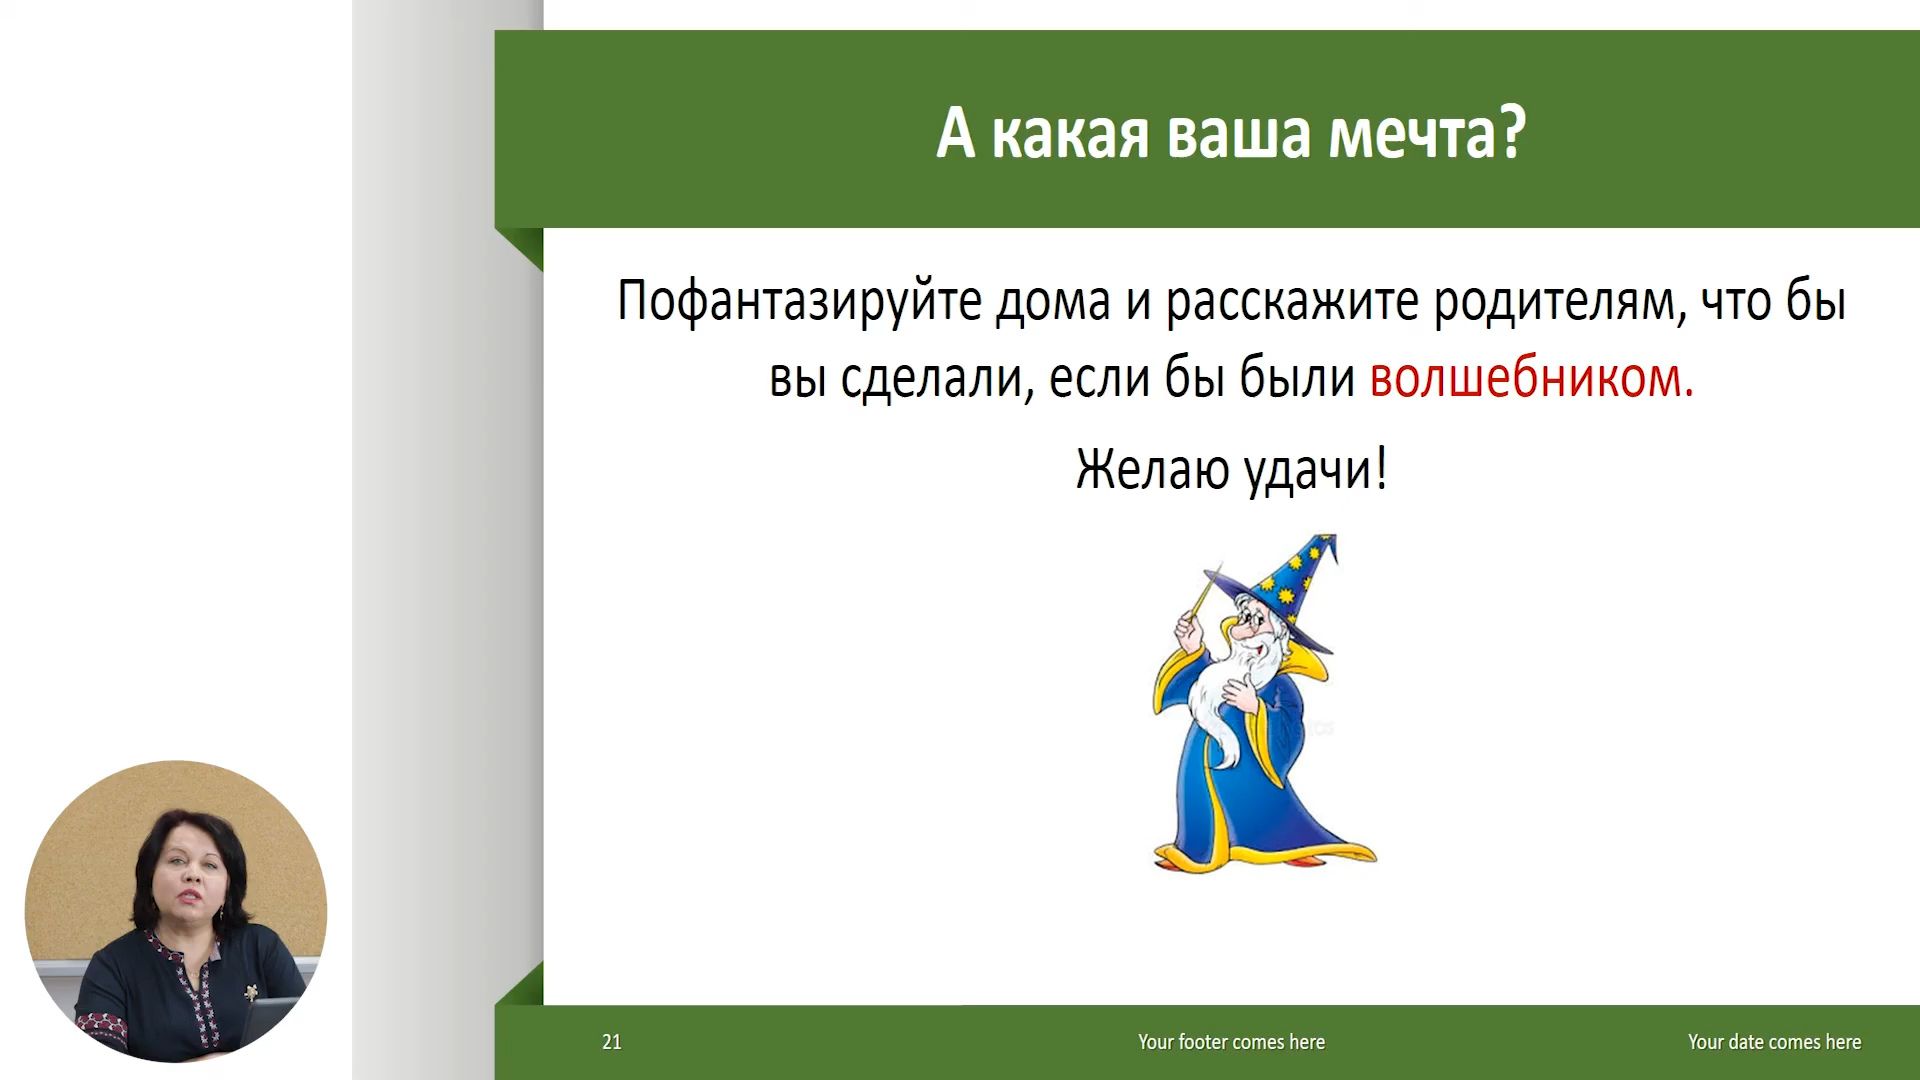 А какая ваша мечта?
Пофантазируйте дома и расскажите родителям, что бы
вы сделали, если бы были волшебником.
Желаю удачи!
21
Your footer comes here
Your date comes here